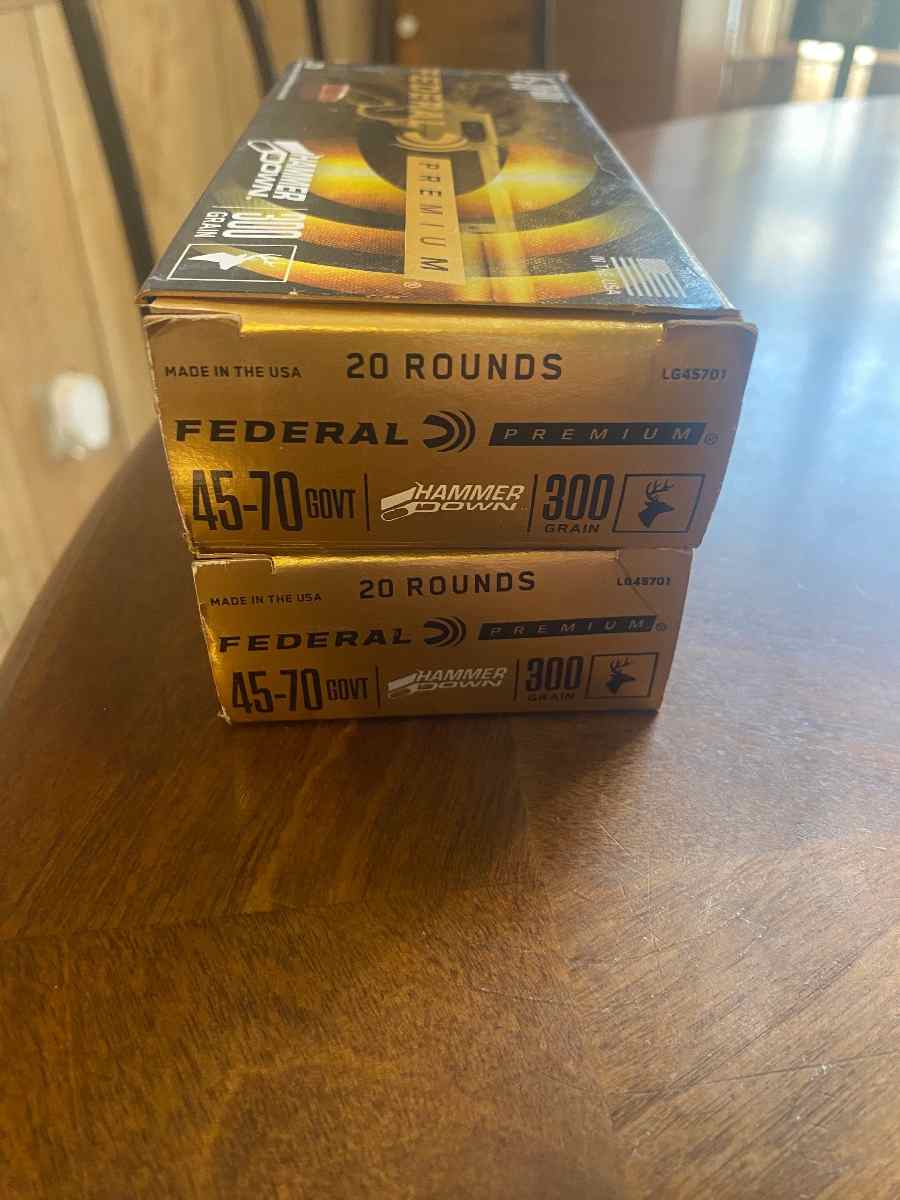 FEDERAL
PREMIUM®
HAMMER
DOWN®
300
GRAIN
MADE IN THE USA 20 ROUNDS LG45701
FEDERAL PREMIUM®
45-70 GOVT HAMMER DOWN 300 GRAIN
MADE IN THE USA 20 ROUNDS LG45701
FEDERAL PREMIUM®
45-70 GOVT HAMMER DOWN 300 GRAIN